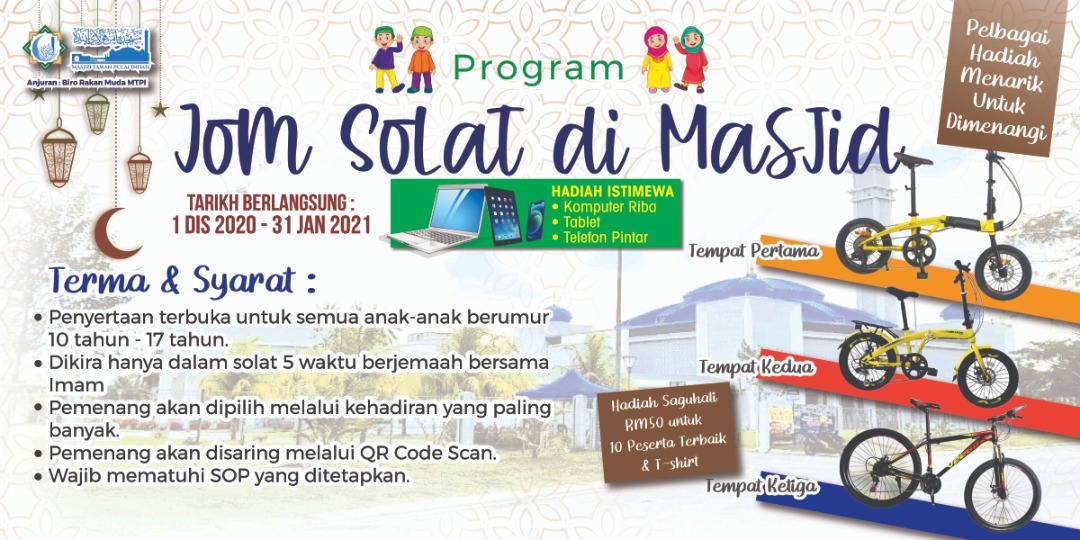 MASJID TAMAN PULAI INDAH
Anjuran : Biro Rakan Muda MTPI
Program
Jom Solat di Masjid
Pelbagai
Hadiah
Menarik
Untuk
Dimenangi
TARIKH BERLANGSUNG :
1 DIS 2020 - 31 JAN 2021
HADIAH ISTIMEWA
• Komputer Riba
• Tablet
• Telefon Pintar
Terma & Syarat :
• Penyertaan terbuka untuk semua anak-anak berumur
10 tahun - 17 tahun.
• Dikira hanya dalam solat 5 waktu berjemaah bersama
Imam
• Pemenang akan dipilih melalui kehadiran yang paling
banyak.
• Pemenang akan disaring melalui QR Code Scan.
• Wajib mematuhi SOP yang ditetapkan.
Tempat Pertama
Tempat Kedua
Hadiah Saguhati
RM50 untuk
10 Peserta Terbaik
& T-shirt
Tempat Ketiga